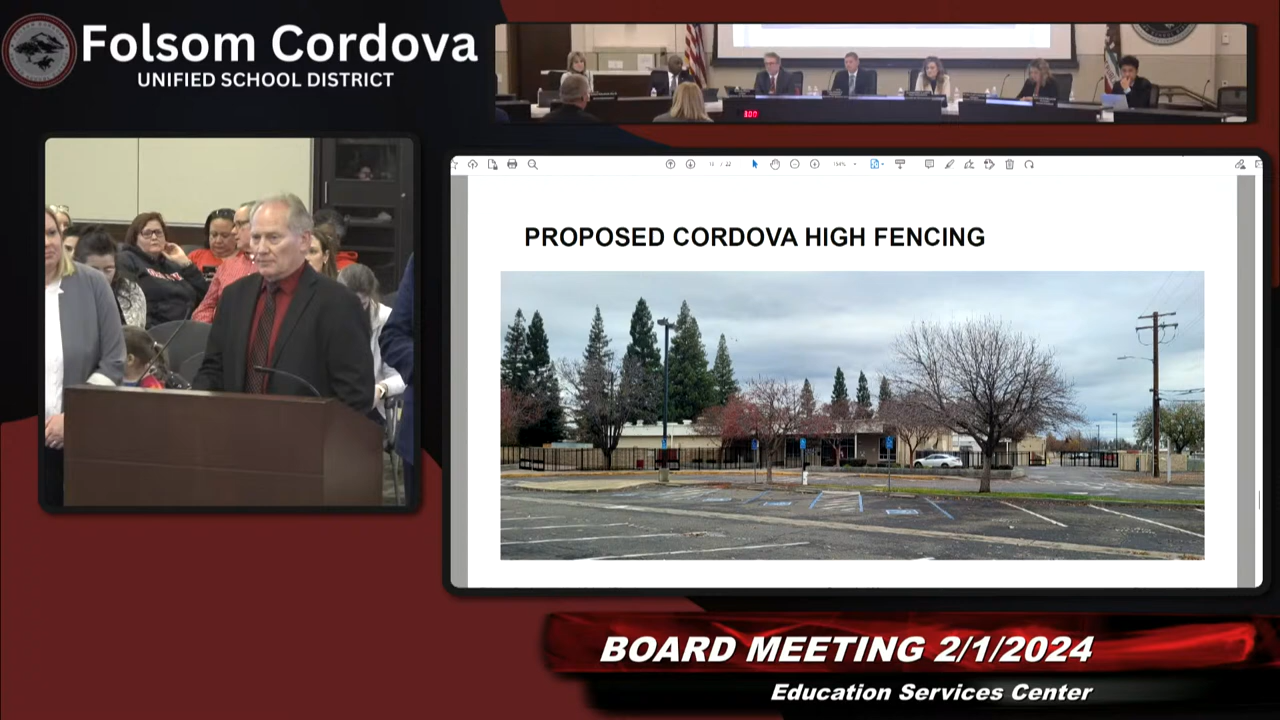 Folsom Cordova
UNIFIED SCHOOL DISTRICT
PROPOSED CORDOVA HIGH FENCING
BOARD MEETING 2/1/2024
Education Services Center